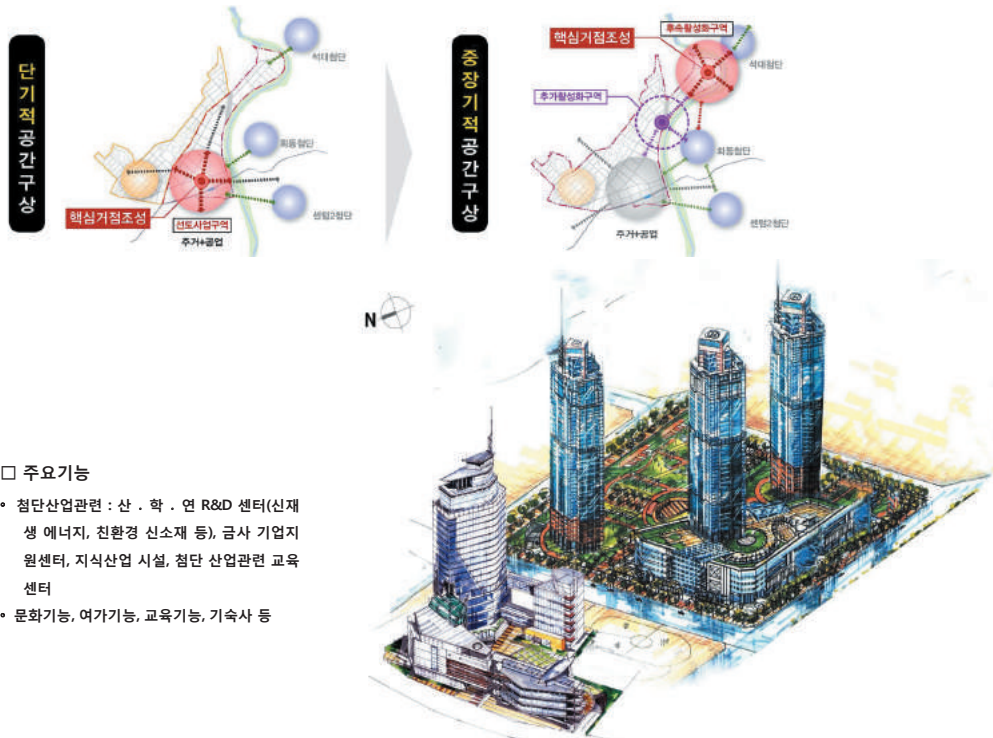 단기적공간구상
석대첨단
회동첨단
센텀2첨단
핵심거점조성
선도사업구역
주거+공업
중장기적공간구상
핵심거점조성
후속활성화구역
석대첨단
추가활성화구역
회동첨단
센텀2첨단
주거+공업
N
□ 주요기능
∘ 첨단산업관련 : 산 . 학 . 연 R&D 센터(신재
생 에너지, 친환경 신소재 등), 금사 기업지
원센터, 지식산업 시설, 첨단 산업관련 교육
센터
∘ 문화기능, 여가기능, 교육기능, 기숙사 등